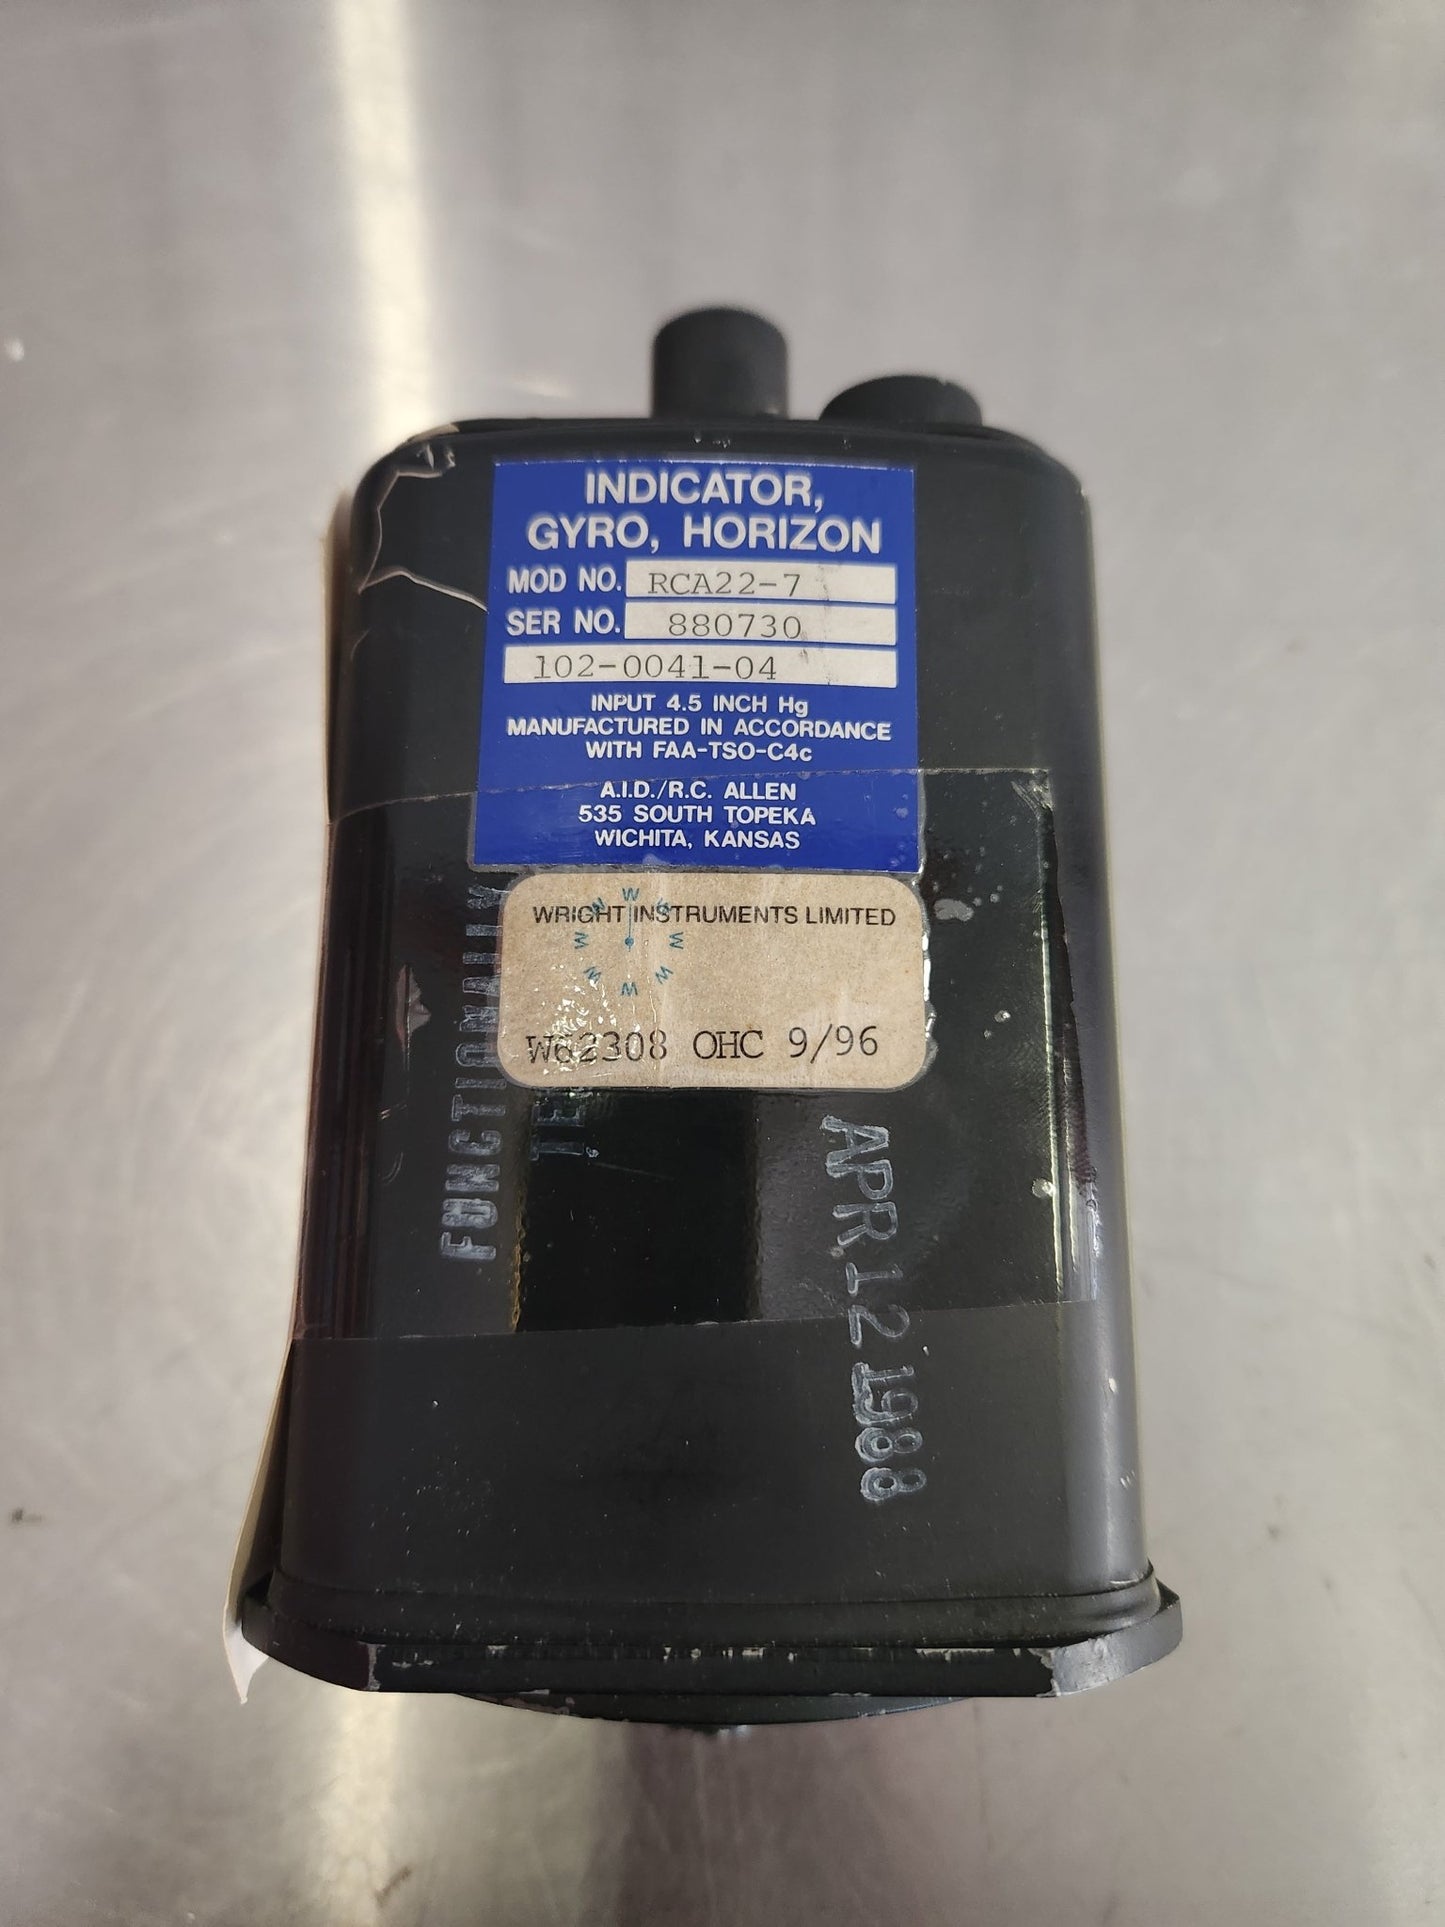 INDICATOR,
GYRO, HORIZON
MOD NO. RCA22-7
SER NO. 880730
102-0041-04
INPUT 4.5 INCH Hg
MANUFACTURED IN ACCORDANCE
WITH FAA-TSO-C4c
A.I.D./R.C. ALLEN
535 SOUTH TOPEKA
WICHITA, KANSAS
WRIGHT INSTRUMENTS LIMITED
W W W W W W W W
W62308 OHC 9/96
FUNCTIONALLY
APR. 12 1988